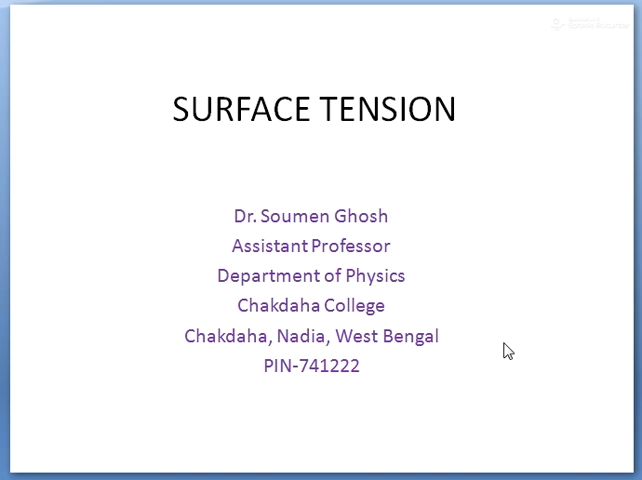 SURFACE TENSION
Dr. Soumen Ghosh
Assistant Professor
Department of Physics
Chakdaha College
Chakdaha, Nadia, West Bengal
PIN-741222